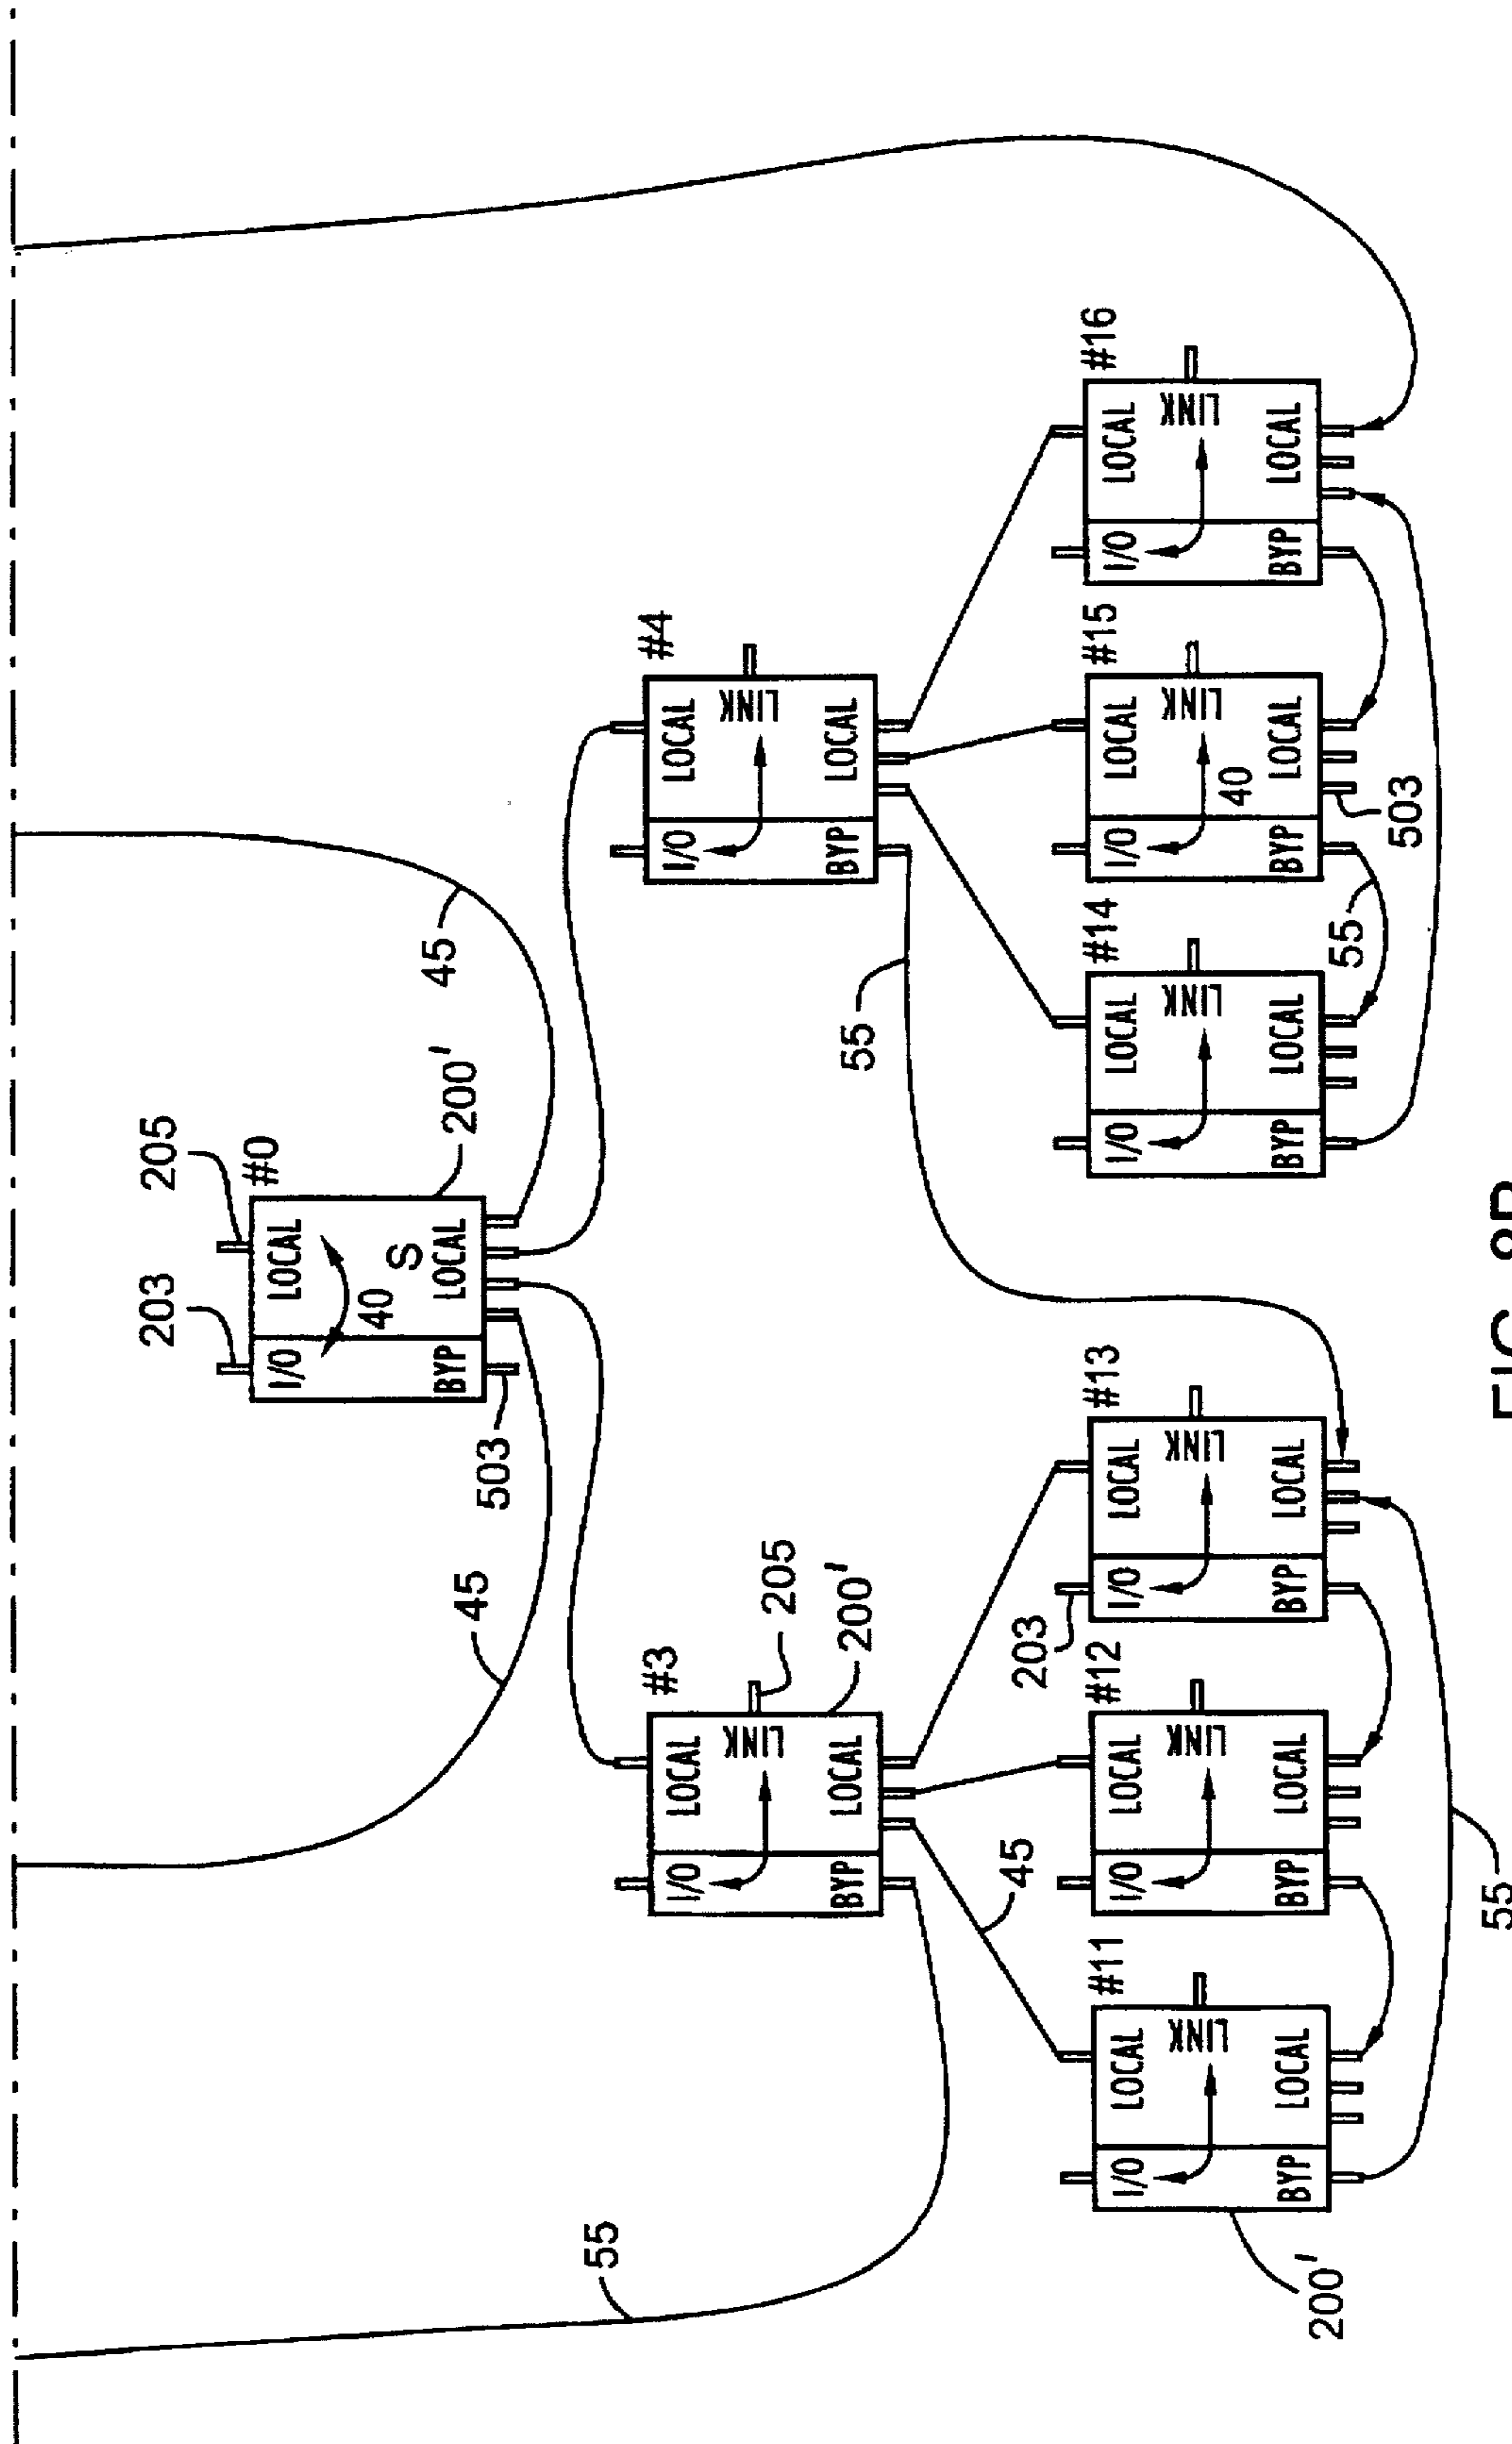 205
203
#0
I/O
LOCAL
40
S
BYP
LOCAL
200'
503
45
45
#3
I/O
LOCAL
LINK
BYP
LOCAL
205
200'
#4
I/O
LOCAL
LINK
BYP
LOCAL
55
55
45
203
#11
I/O
LOCAL
LINK
BYP
LOCAL
200'
#12
I/O
LOCAL
LINK
BYP
LOCAL
#13
I/O
LOCAL
LINK
BYP
LOCAL
55
#14
I/O
LOCAL
LINK
BYP
LOCAL
#15
I/O
LOCAL
LINK
40
BYP
LOCAL
#16
I/O
LOCAL
LINK
BYP
LOCAL
55
503